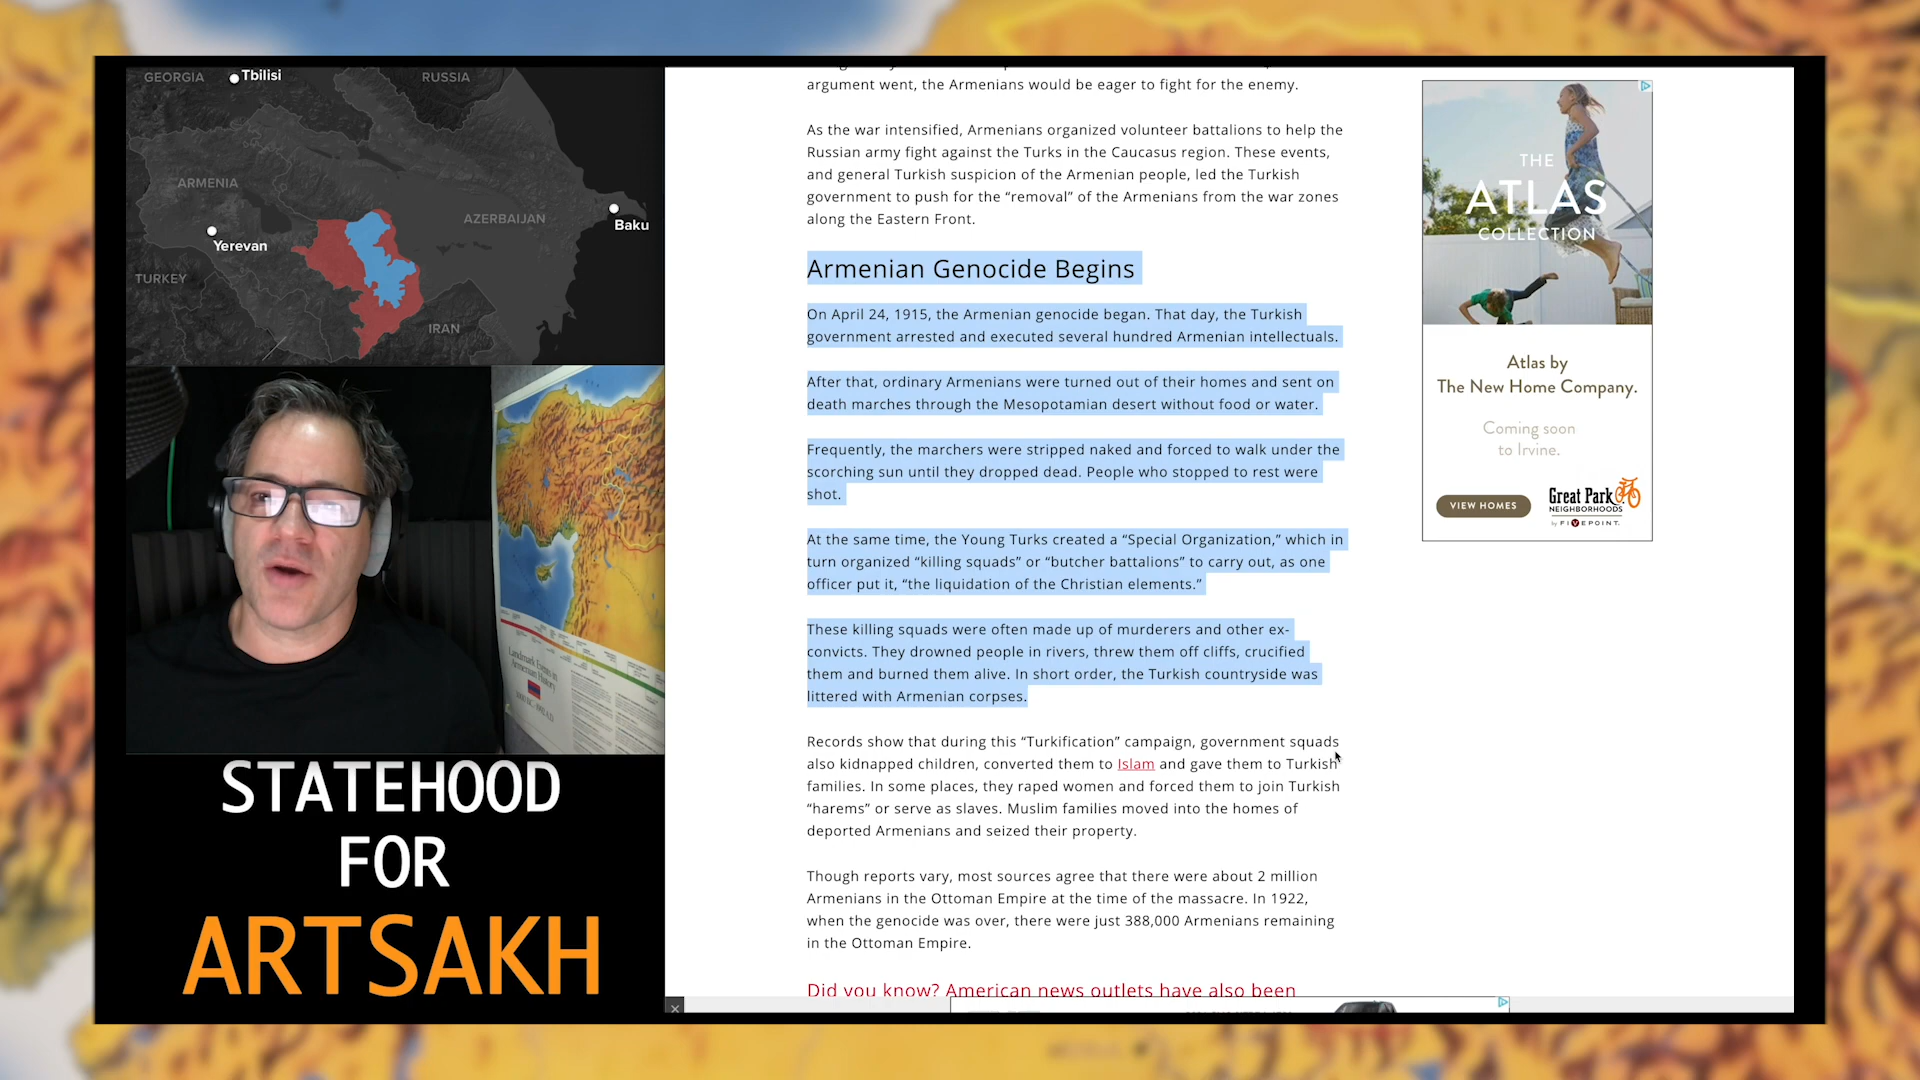 GEORGIA
Tbilisi
RUSSIA
ARMENIA
AZERBAIJAN
Baku
Yerevan
TURKEY
IRAN
Landmark Events in
Armenian History
STATEHOOD
FOR
ARTSAKH
argument went, the Armenians would be eager to fight for the enemy.
As the war intensified, Armenians organized volunteer battalions to help the
Russian army fight against the Turks in the Caucasus region. These events,
and general Turkish suspicion of the Armenian people, led the Turkish
government to push for the “removal” of the Armenians from the war zones
along the Eastern Front.
Armenian Genocide Begins
On April 24, 1915, the Armenian genocide began. That day, the Turkish
government arrested and executed several hundred Armenian intellectuals.
After that, ordinary Armenians were turned out of their homes and sent on
death marches through the Mesopotamian desert without food or water.
Frequently, the marchers were stripped naked and forced to walk under the
scorching sun until they dropped dead. People who stopped to rest were
shot.
At the same time, the Young Turks created a “Special Organization,” which in
turn organized “killing squads” or “butcher battalions” to carry out, as one
officer put it, “the liquidation of the Christian elements.”
These killing squads were often made up of murderers and other ex-
convicts. They drowned people in rivers, threw them off cliffs, crucified
them and burned them alive. In short order, the Turkish countryside was
littered with Armenian corpses.
Records show that during this “Turkification” campaign, government squads
also kidnapped children, converted them to Islam and gave them to Turkish
families. In some places, they raped women and forced them to join Turkish
“harems” or serve as slaves. Muslim families moved into the homes of
deported Armenians and seized their property.
Though reports vary, most sources agree that there were about 2 million
Armenians in the Ottoman Empire at the time of the massacre. In 1922,
when the genocide was over, there were just 388,000 Armenians remaining
in the Ottoman Empire.
Did you know? American news outlets have also been
THE
ATLAS
COLLECTION
Atlas by
The New Home Company.
Coming soon
to Irvine.
VIEW HOMES
Great Park
NEIGHBORHOODS
by FIVEPOINT.